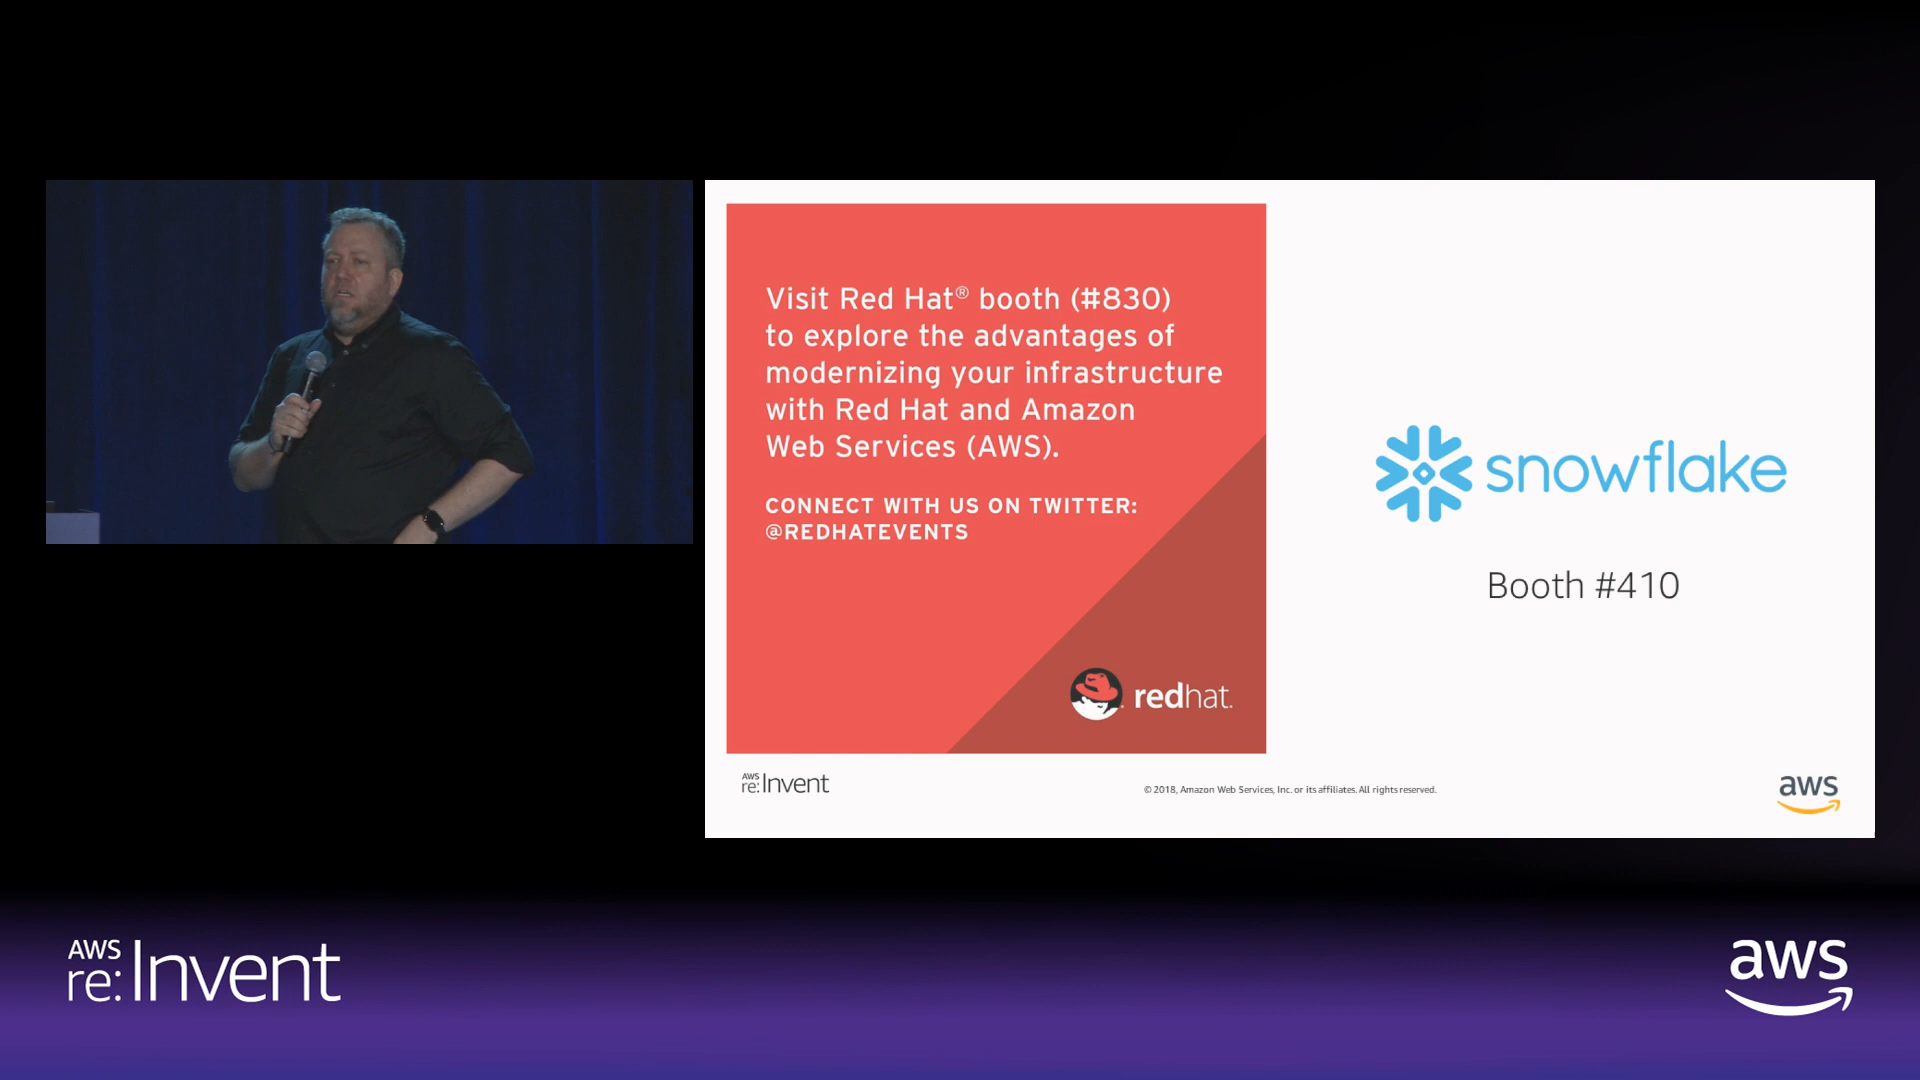 Visit Red Hat® booth (#830)
to explore the advantages of
modernizing your infrastructure
with Red Hat and Amazon
Web Services (AWS).
CONNECT WITH US ON TWITTER:
@REDHATEVENTS
redhat.
snowflake
Booth #410
AWS
re:Invent
© 2018, Amazon Web Services, Inc. or its affiliates. All rights reserved.
aws
AWS
re:Invent
aws